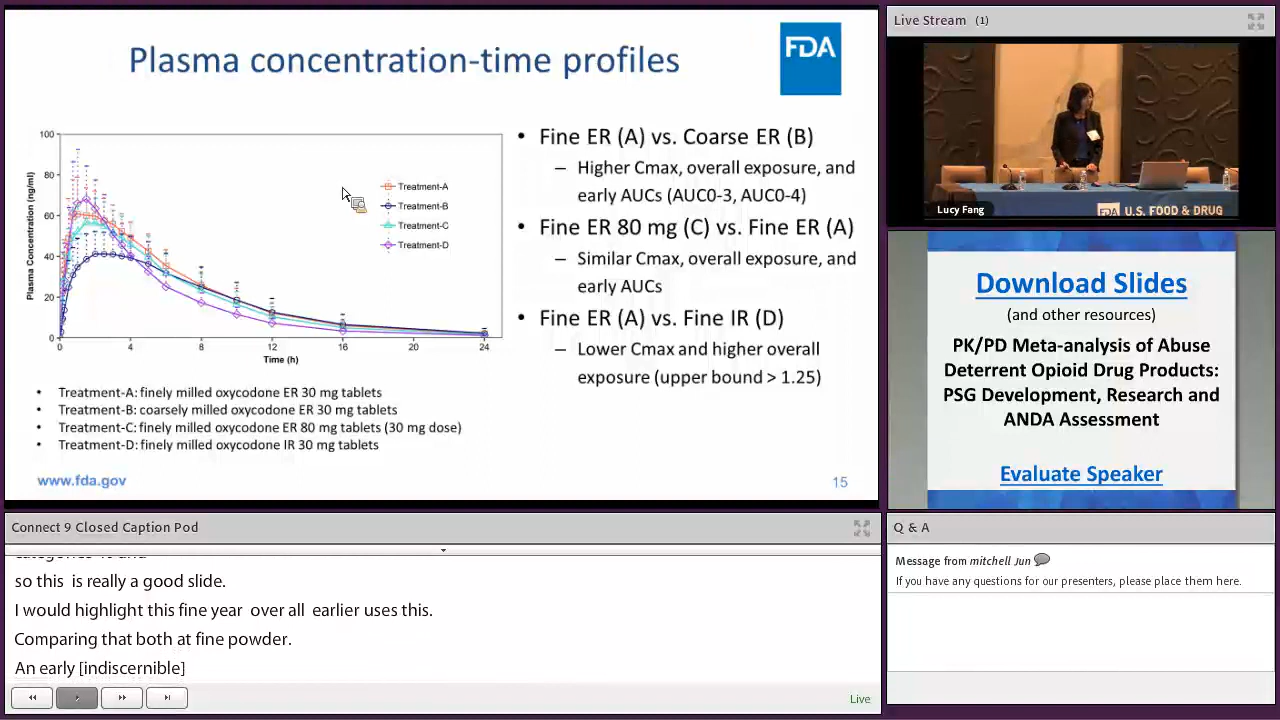 Plasma concentration-time profiles
FDA
Plasma Concentration (ng/ml)
100
80
60
40
20
0
0
4
8
12
16
20
24
Time (h)
Treatment-A
Treatment-B
Treatment-C
Treatment-D
• Fine ER (A) vs. Coarse ER (B)
– Higher Cmax, overall exposure, and
early AUCs (AUC0-3, AUC0-4)
• Fine ER 80 mg (C) vs. Fine ER (A)
– Similar Cmax, overall exposure, and
early AUCs
• Fine ER (A) vs. Fine IR (D)
– Lower Cmax and higher overall
exposure (upper bound > 1.25)
• Treatment-A: finely milled oxycodone ER 30 mg tablets
• Treatment-B: coarsely milled oxycodone ER 30 mg tablets
• Treatment-C: finely milled oxycodone ER 80 mg tablets (30 mg dose)
• Treatment-D: finely milled oxycodone IR 30 mg tablets
www.fda.gov
15
Live Stream (1)
Lucy Fang
FDA U.S. FOOD & DRUG
Download Slides
(and other resources)
PK/PD Meta-analysis of Abuse
Deterrent Opioid Drug Products:
PSG Development, Research and
ANDA Assessment
Evaluate Speaker
Connect 9 Closed Caption Pod
so this is really a good slide.
I would highlight this fine year over all earlier uses this.
Comparing that both at fine powder.
An early [indiscernible]
Live
Q & A
Message from mitchell Jun
If you have any questions for our presenters, please place them here.